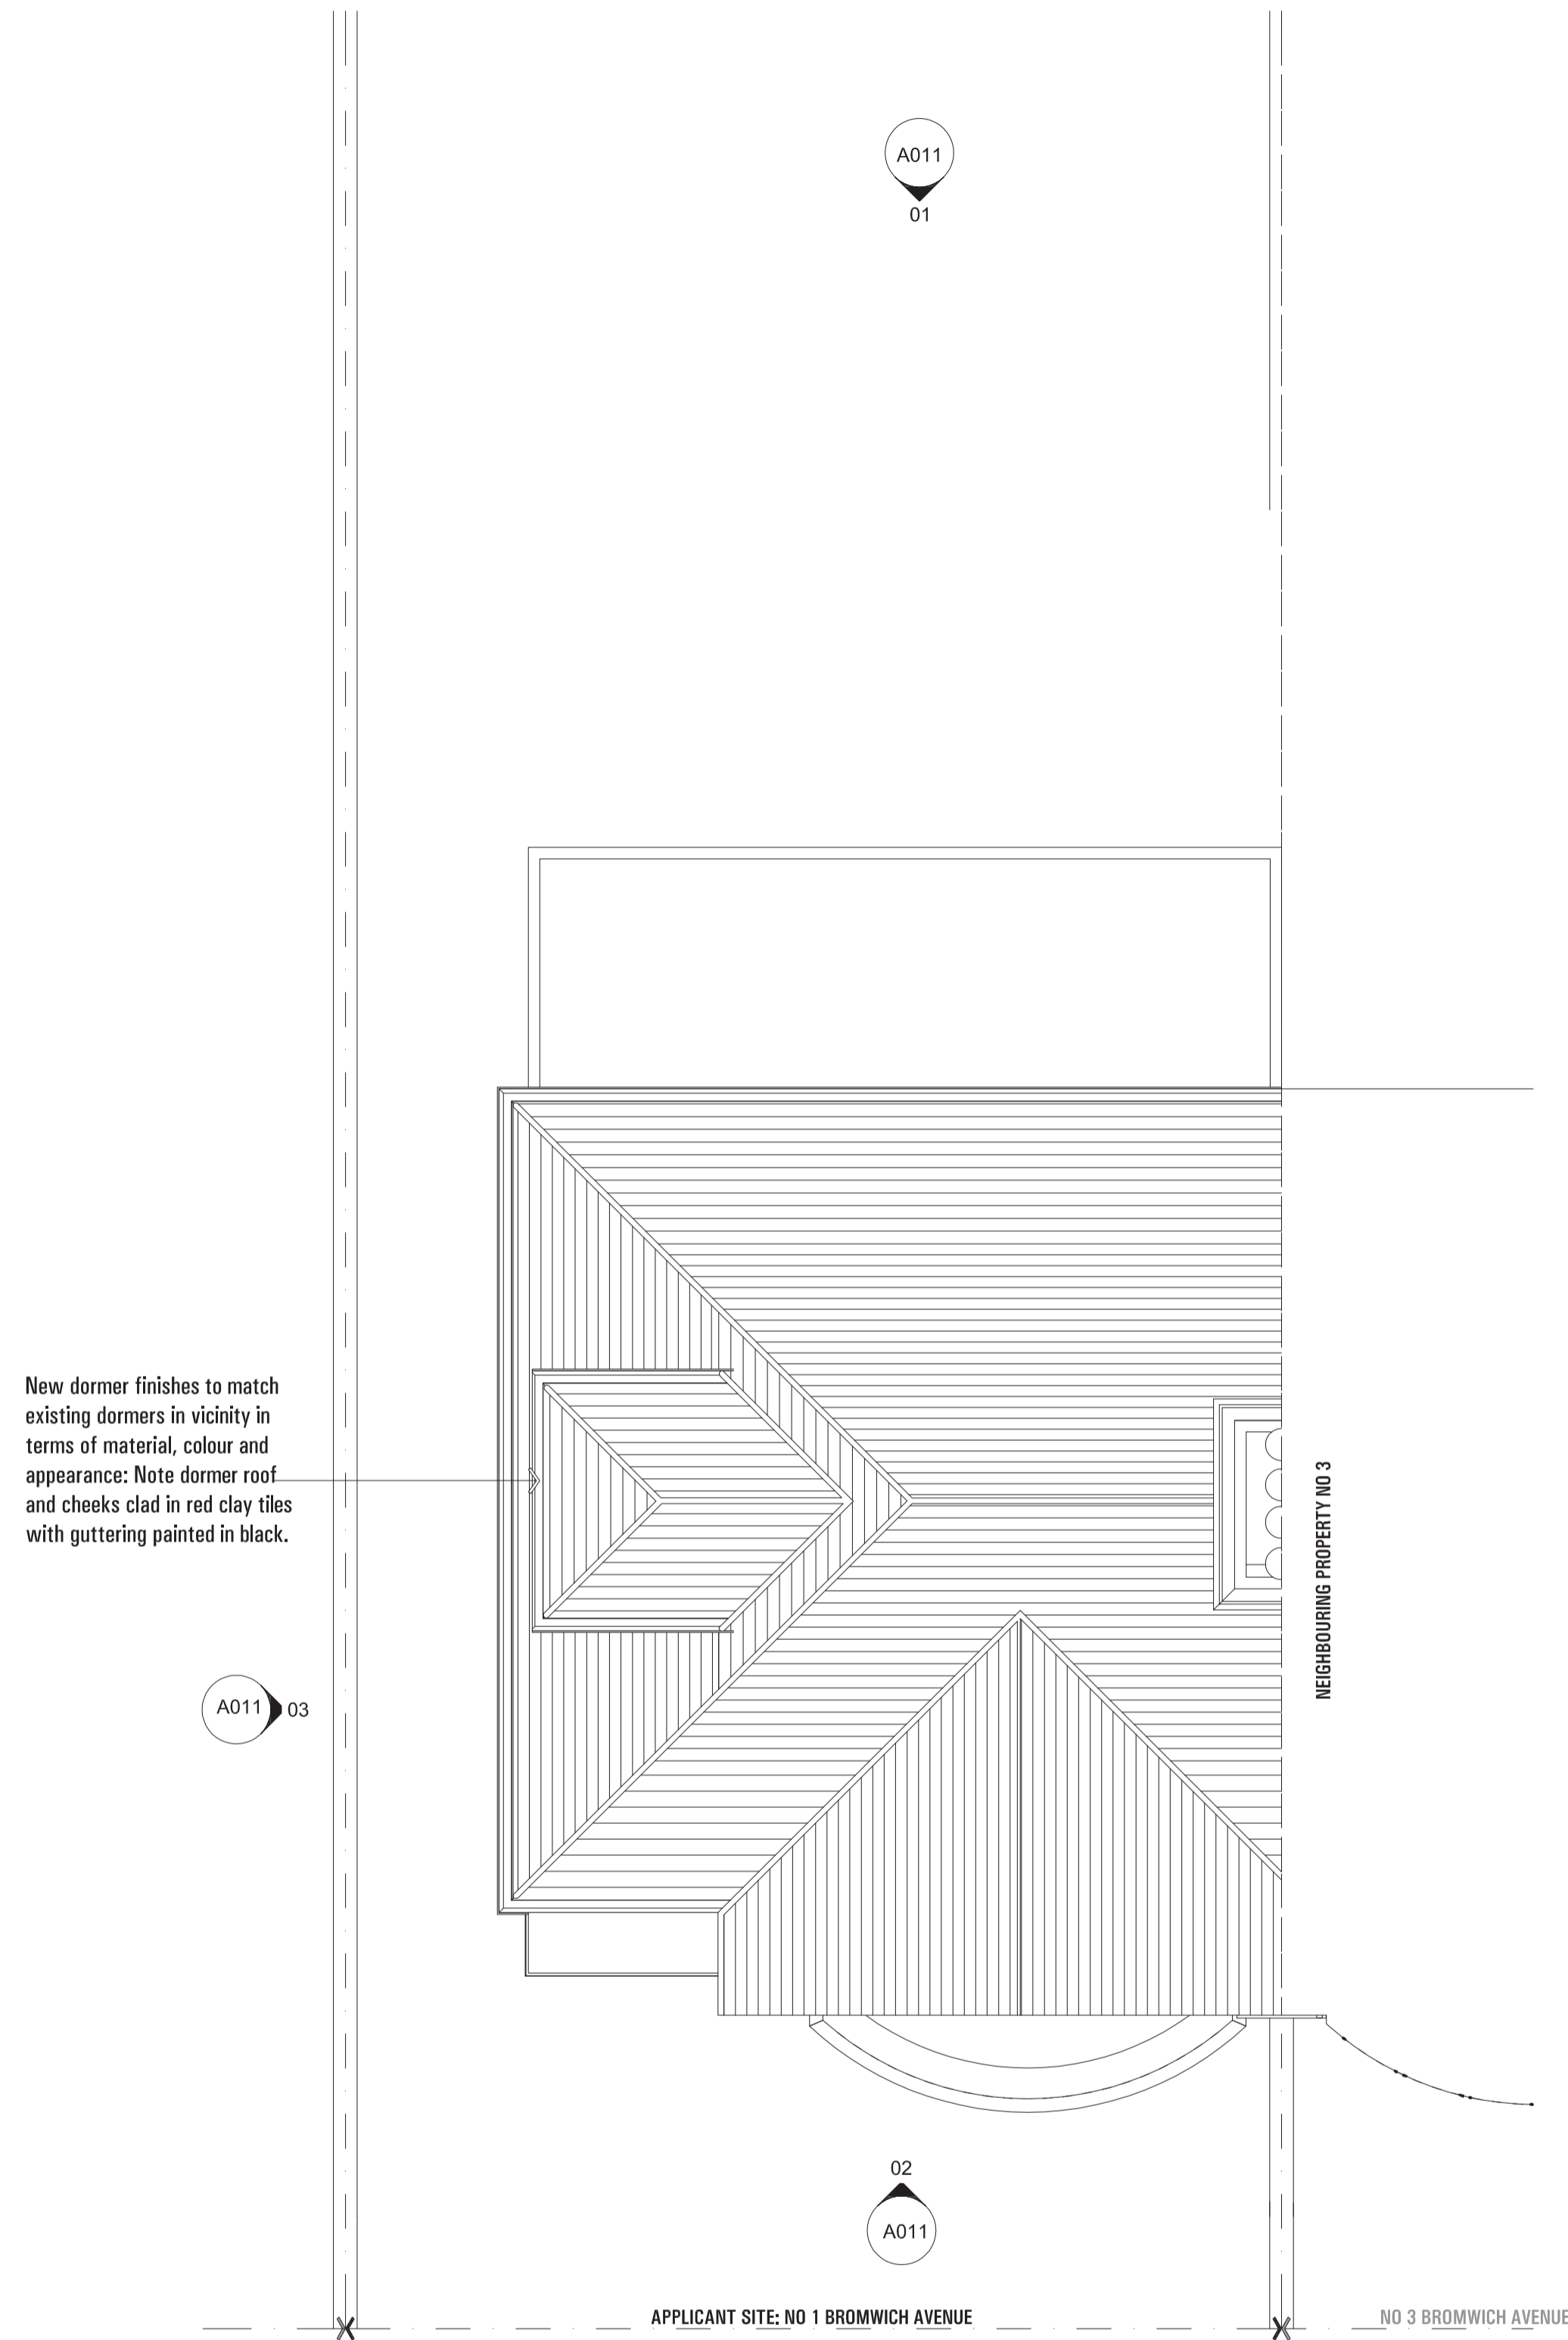 A011
01
New dormer finishes to match
existing dormers in vicinity in
terms of material, colour and
appearance: Note dormer roof
and cheeks clad in red clay tiles
with guttering painted in black.
NEIGHBOURING PROPERTY NO 3
A011 03
02
A011
APPLICANT SITE: NO 1 BROMWICH AVENUE
NO 3 BROMWICH AVENUE